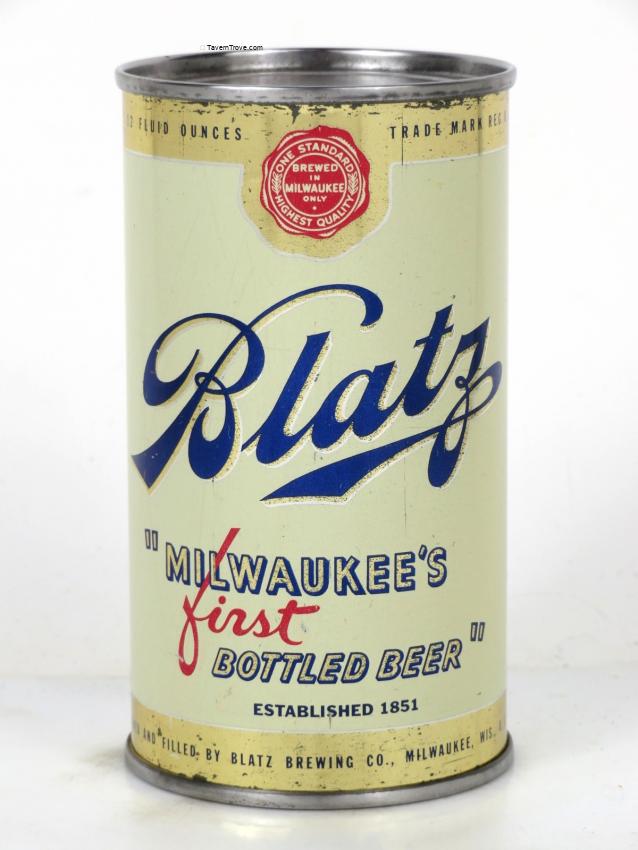 © TavernTrove.com
FLUID OUNCES TRADE MARK REG
ONE STANDARD
BREWED
IN
MILWAUKEE
ONLY
HIGHEST QUALITY
Blatz
"MILWAUKEE'S
first
BOTTLED BEER"
ESTABLISHED 1851
AND FILLED BY BLATZ BREWING CO., MILWAUKEE, WIS.